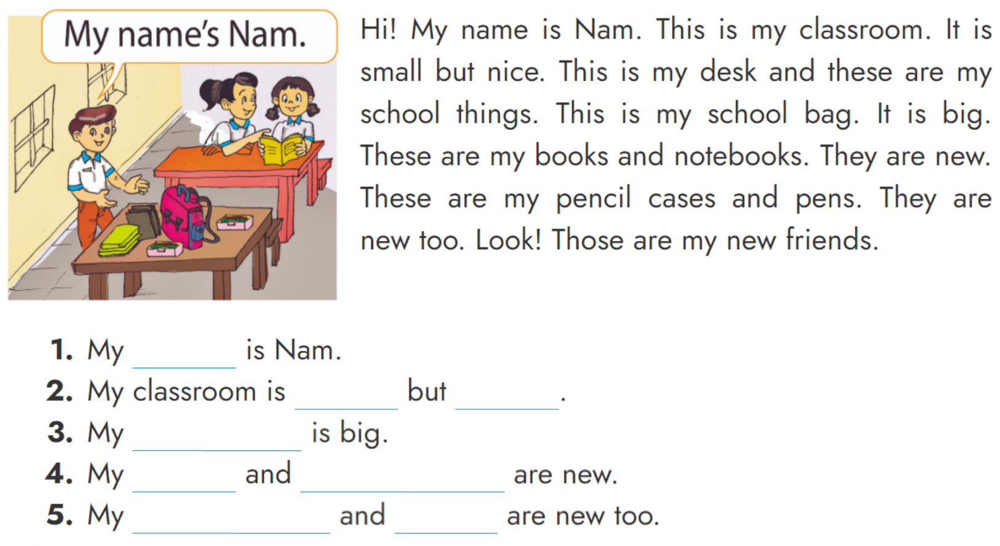 My name's Nam.
Hi! My name is Nam. This is my classroom. It is
small but nice. This is my desk and these are my
school things. This is my school bag. It is big.
These are my books and notebooks. They are new.
These are my pencil cases and pens. They are
new too. Look! Those are my new friends.
1. My ________ is Nam.
2. My classroom is ________ but ________.
3. My ________ is big.
4. My ________ and ________ are new.
5. My ________ and ________ are new too.